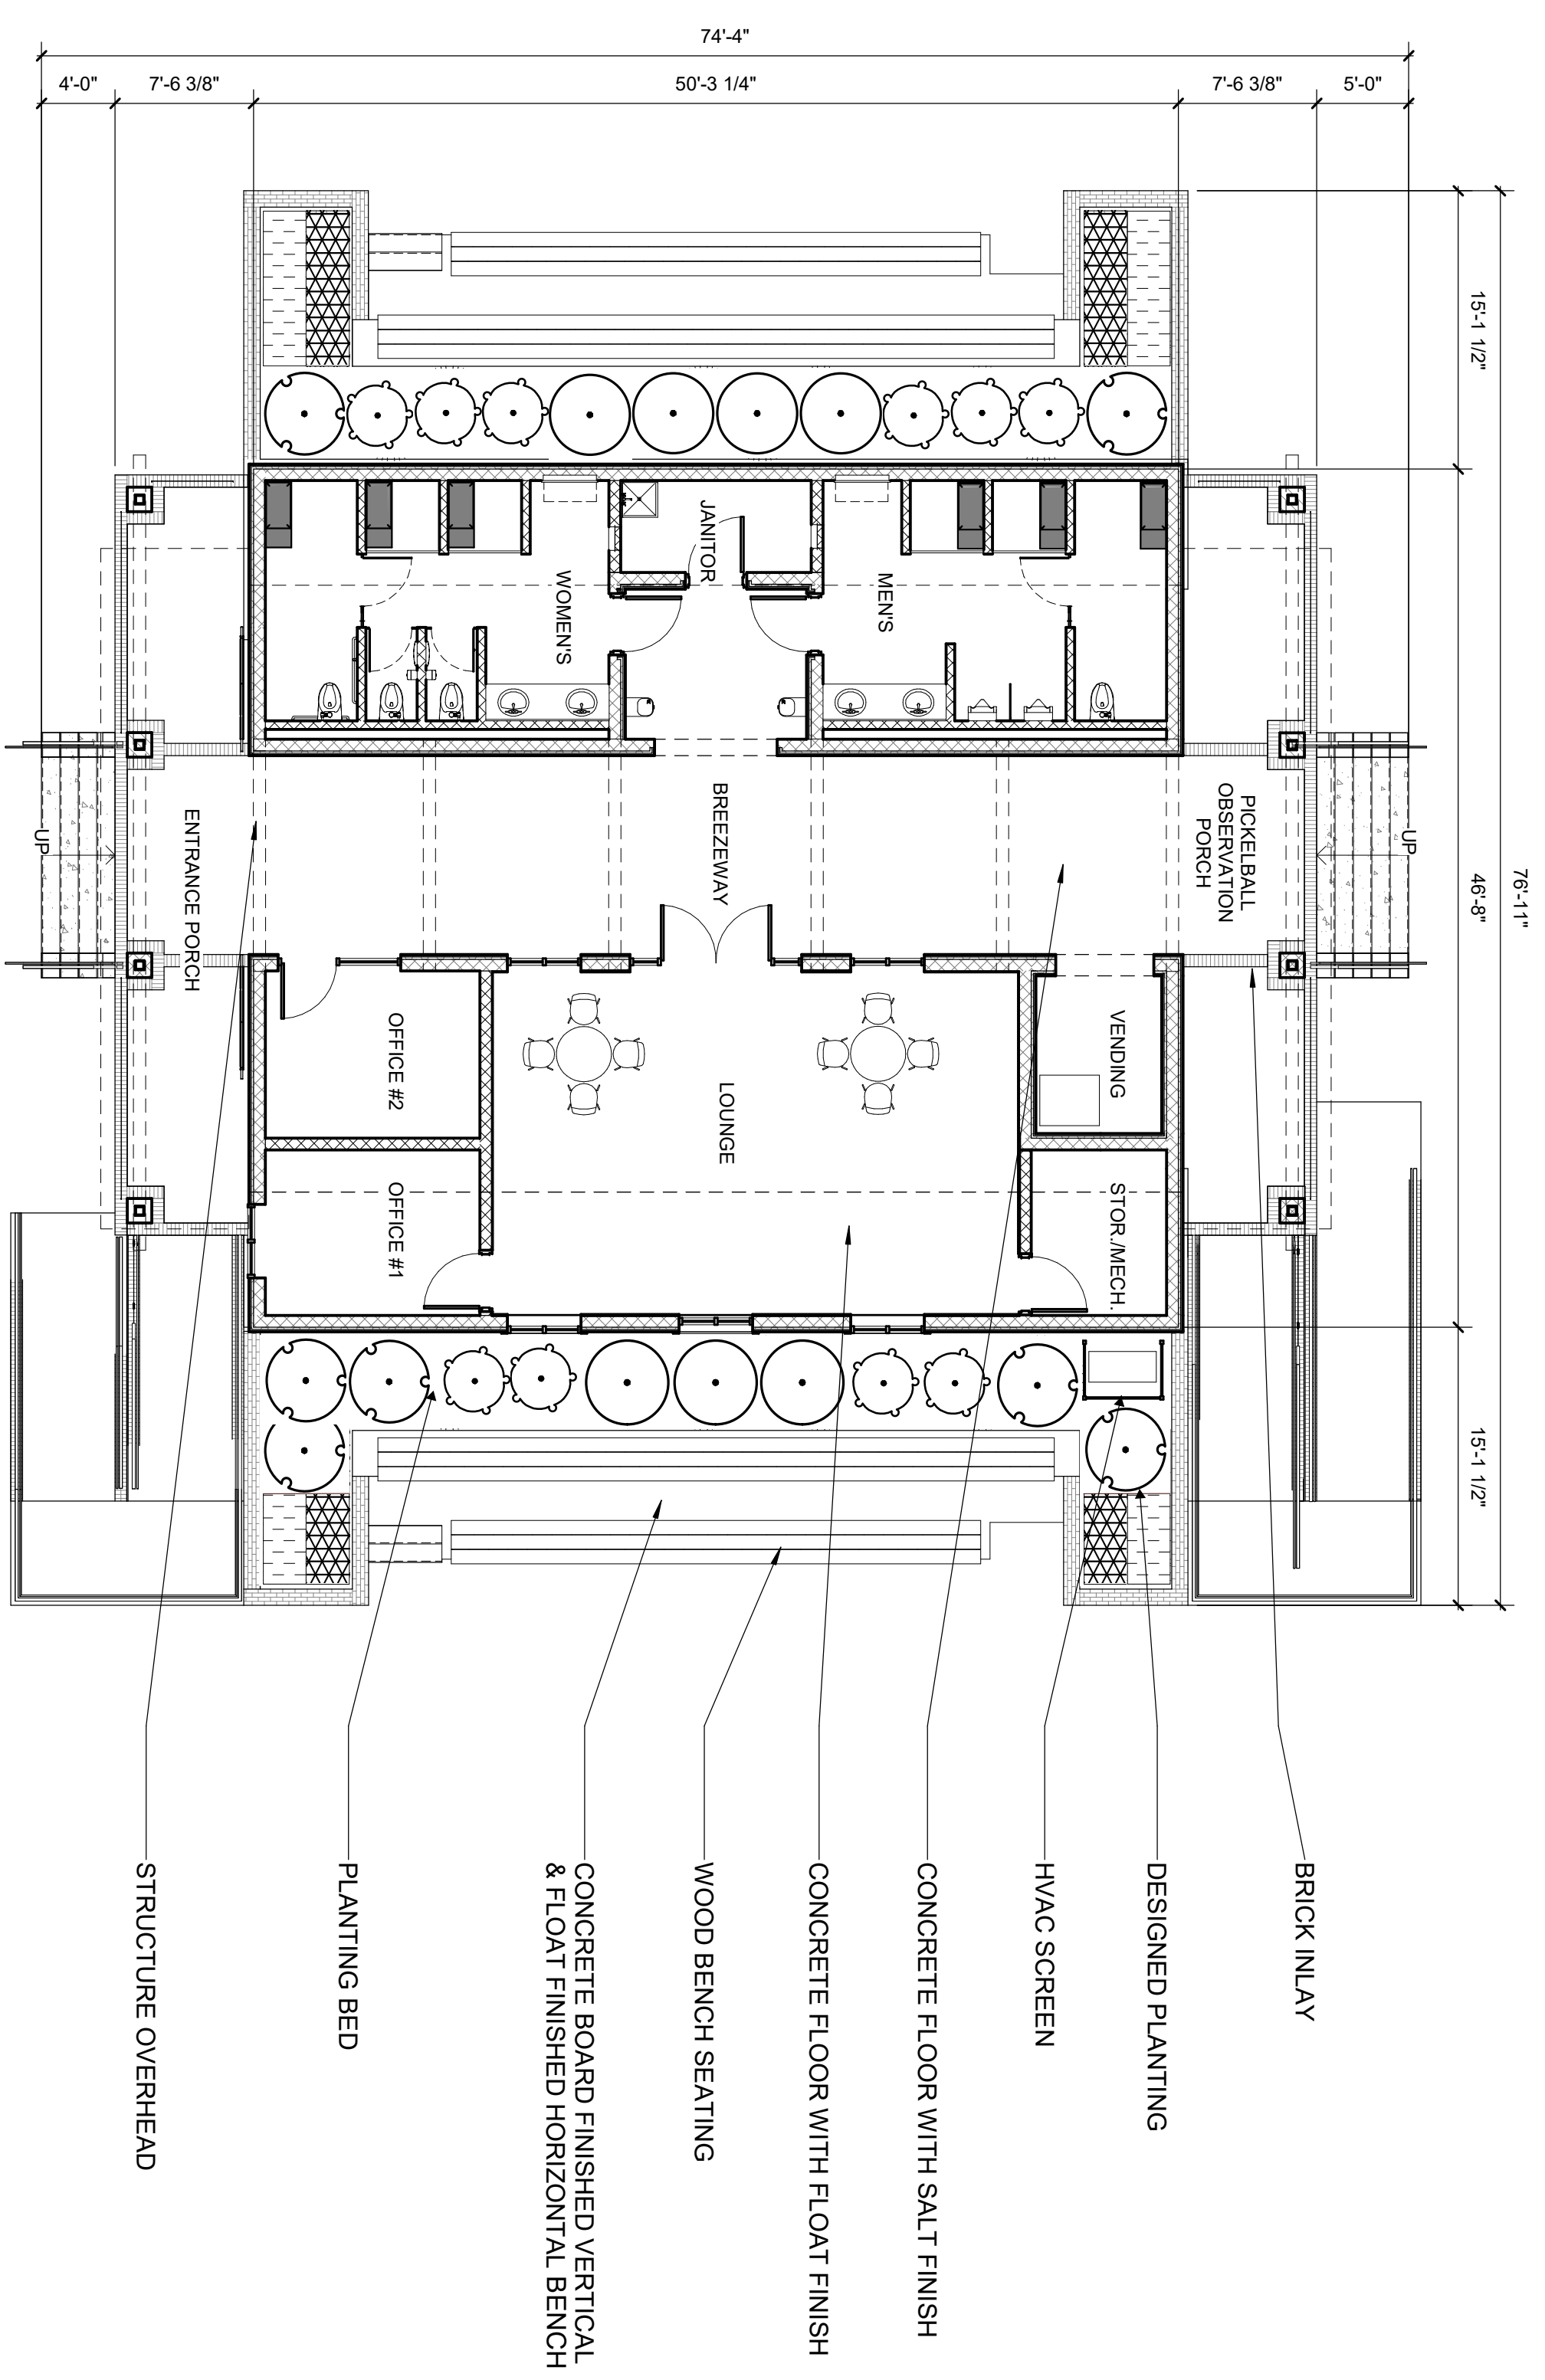 74'-4"
4'-0"
7'-6 3/8"
50'-3 1/4"
7'-6 3/8"
5'-0"
15'-1 1/2"
46'-8"
76'-11"
15'-1 1/2"
JANITOR
WOMEN'S
MEN'S
BREEZEWAY
ENTRANCE PORCH
PICKELBALL
OBSERVATION
PORCH
UP
UP
OFFICE #2
VENDING
LOUNGE
OFFICE #1
STOR./MECH.
BRICK INLAY
DESIGNED PLANTING
HVAC SCREEN
CONCRETE FLOOR WITH SALT FINISH
CONCRETE FLOOR WITH FLOAT FINISH
WOOD BENCH SEATING
CONCRETE BOARD FINISHED VERTICAL
& FLOAT FINISHED HORIZONTAL BENCH
PLANTING BED
STRUCTURE OVERHEAD